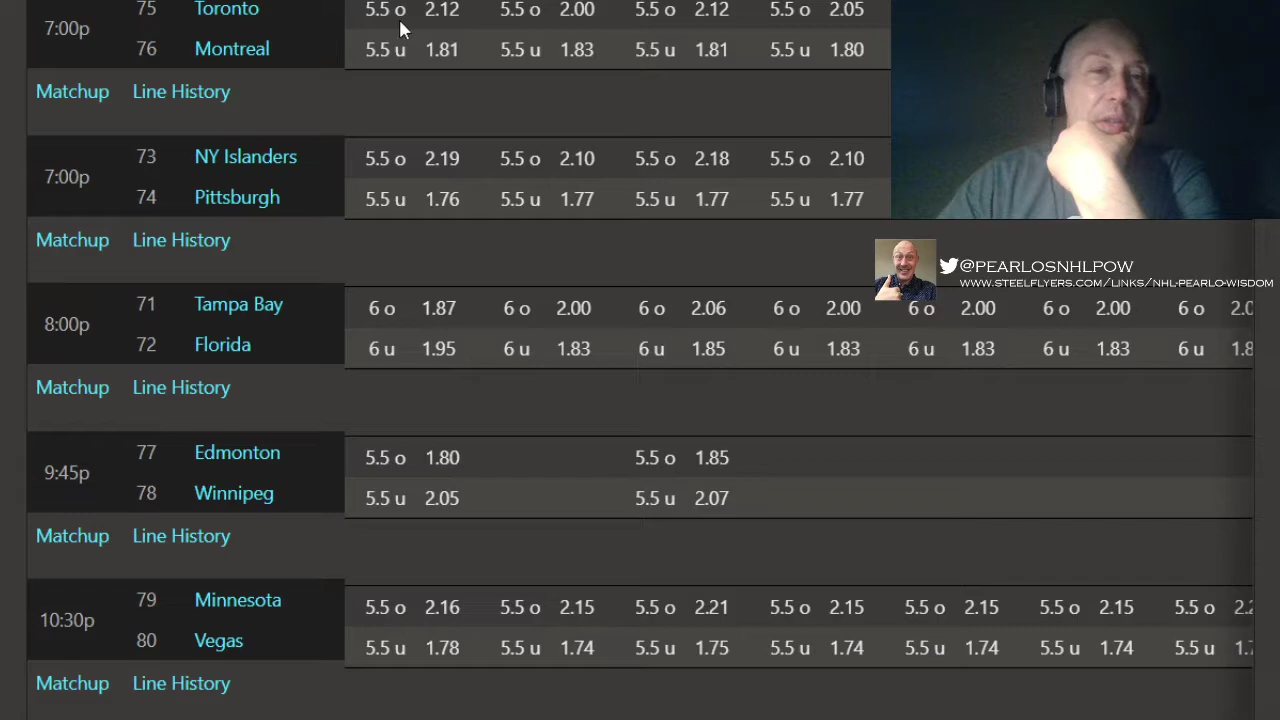 75 Toronto 5.5 o 2.12 5.5 o 2.00 5.5 o 2.12 5.5 o 2.05
7:00p
76 Montreal 5.5 u 1.81 5.5 u 1.83 5.5 u 1.81 5.5 u 1.80
Matchup Line History
73 NY Islanders 5.5 o 2.19 5.5 o 2.10 5.5 o 2.18 5.5 o 2.10
7:00p
74 Pittsburgh 5.5 u 1.76 5.5 u 1.77 5.5 u 1.77 5.5 u 1.77
Matchup Line History
@PEARLOSNHLPOW
WWW.STEELFLYERS.COM/LINKS/NHL-PEARLO-WISDOM
71 Tampa Bay 6 o 1.87 6 o 2.00 6 o 2.06 6 o 2.00 6 o 2.00 6 o 2.00 6 o
8:00p
72 Florida 6 u 1.95 6 u 1.83 6 u 1.85 6 u 1.83 6 u 1.83 6 u 1.83 6 u
Matchup Line History
77 Edmonton 5.5 o 1.80 5.5 o 1.85
9:45p
78 Winnipeg 5.5 u 2.05 5.5 u 2.07
Matchup Line History
79 Minnesota 5.5 o 2.16 5.5 o 2.15 5.5 o 2.21 5.5 o 2.15 5.5 o 2.15 5.5 o 2.15 5.5 o
10:30p
80 Vegas 5.5 u 1.78 5.5 u 1.74 5.5 u 1.75 5.5 u 1.74 5.5 u 1.74 5.5 u 1.74 5.5 u
Matchup Line History